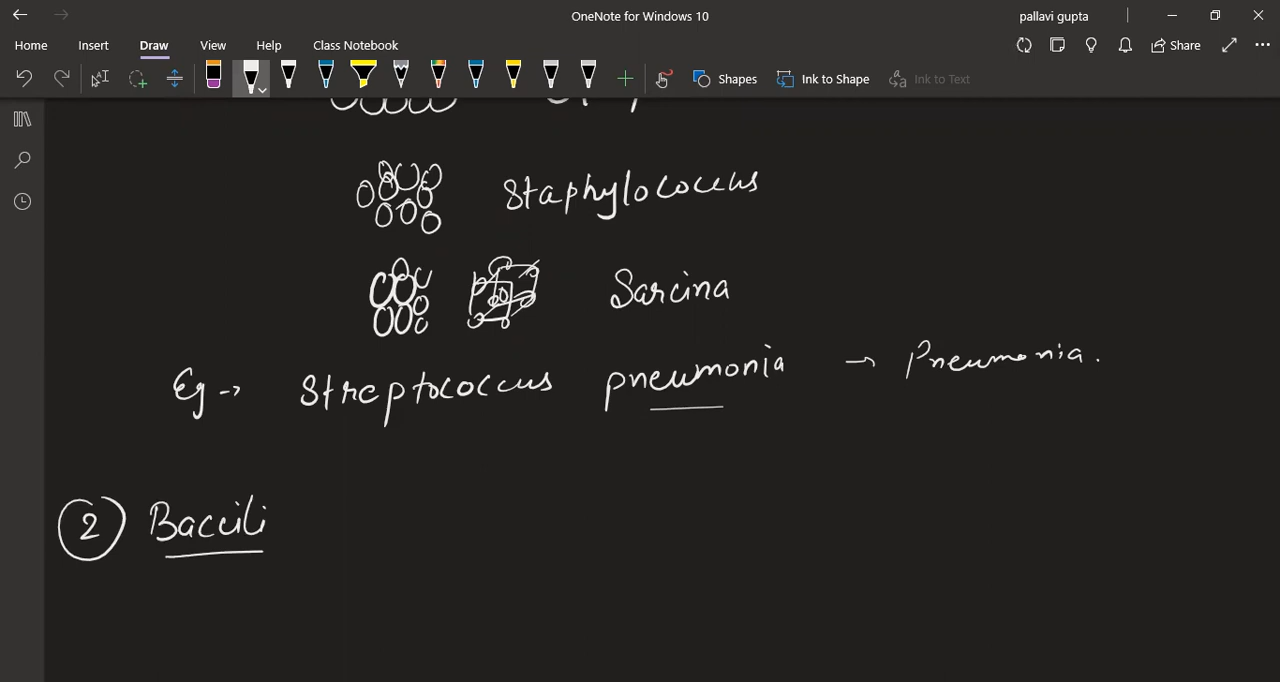 OneNote for Windows 10
pallavi gupta
Home Insert Draw View Help Class Notebook
Share
Shapes Ink to Shape Ink to Text
Staphylococcus
Sarcina
Eg → Streptococcus pneumonia → Pneumonia.
2 Baccili